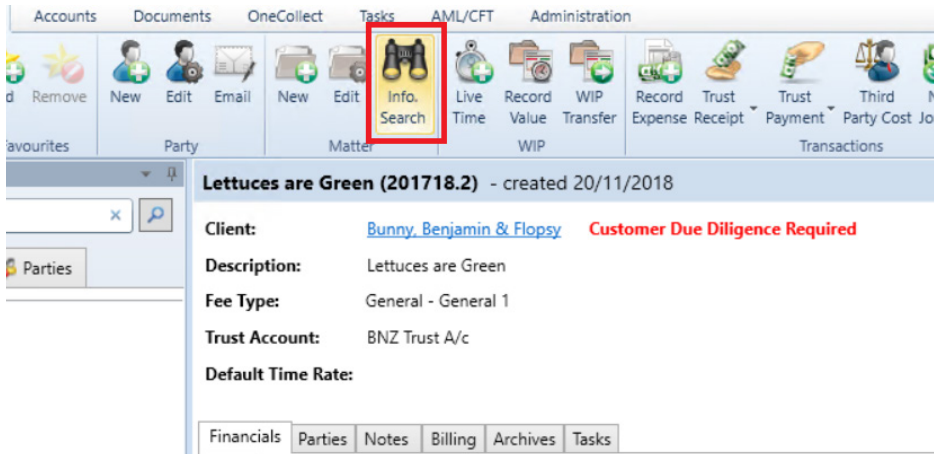 Accounts Documents OneCollect Tasks AML/CFT Administration
Remove New Edit Email New Edit Info. Live Record WIP Record Trust Trust Third
Search Time Value Transfer Expense Receipt Payment Party Cost
Party Matter WIP Transactions
Lettuces are Green (201718.2) - created 20/11/2018
Client: Bunny, Benjamin & Flopsy Customer Due Diligence Required
Parties
Description: Lettuces are Green
Fee Type: General - General 1
Trust Account: BNZ Trust A/c
Default Time Rate:
Financials Parties Notes Billing Archives Tasks